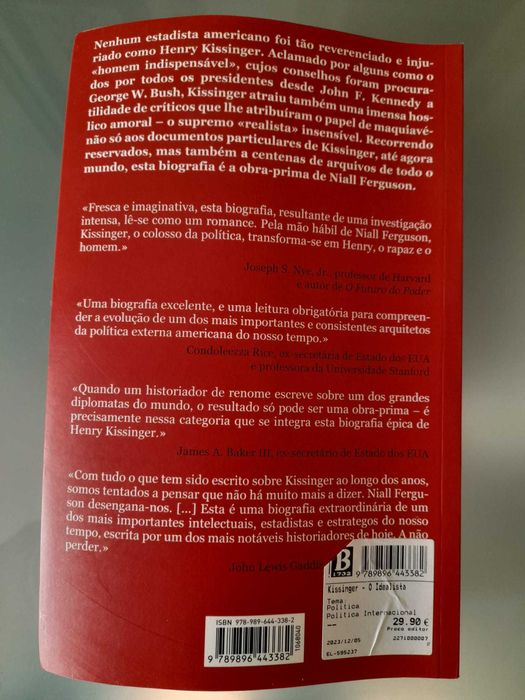 Nenhum estadista americano foi tão reverenciado e inju-
riado como Henry Kissinger. Aclamado por alguns como o
«homem indispensável», cujos conselhos foram procura-
dos por todos os presidentes desde John F. Kennedy a
George W. Bush, Kissinger atraiu também uma imensa hos-
tilidade de críticos que lhe atribuíram o papel de maquiavé-
lico amoral – o supremo «realista» insensível. Recorrendo
não só aos documentos particulares de Kissinger, até agora
reservados, mas também a centenas de arquivos de todo o
mundo, esta biografia é a obra-prima de Niall Ferguson.
«Fresca e imaginativa, esta biografia, resultante de uma investigação
intensa, lê-se como um romance. Pela mão hábil de Niall Ferguson,
Kissinger, o colosso da política, transforma-se em Henry, o rapaz e o
homem.»
Joseph S. Nye, Jr., professor de Harvard
e autor de O Futuro do Poder
«Uma biografia excelente, e uma leitura obrigatória para compreen-
der a evolução de um dos mais importantes e consistentes arquitetos
da política externa americana do nosso tempo.»
Condoleezza Rice, ex-secretária de Estado dos EUA
e professora da Universidade Stanford
«Quando um historiador de renome escreve sobre um dos grandes
diplomatas do mundo, o resultado só pode ser uma obra-prima – é
precisamente nessa categoria que se integra esta biografia épica de
Henry Kissinger.»
James A. Baker III, ex-secretário de Estado dos EUA
«Com tudo o que tem sido escrito sobre Kissinger ao longo dos anos,
somos tentados a pensar que não há muito mais a dizer. Niall Fergu-
son desengana-nos. [...] Esta é uma biografia extraordinária de um
dos mais importantes intelectuais, estadistas e estrategos do nosso
tempo, escrita por um dos mais notáveis historiadores de hoje. A não
perder.»
John Lewis Gaddi
B
1732
9789896443382
Kissinger - O Idealista
Tema:
Política
Política Internacional
--
29.90 €
Preço editor
2023/12/05
EL-595237
ISBN 978-989-644-338-2
9 789896 443382
1068040